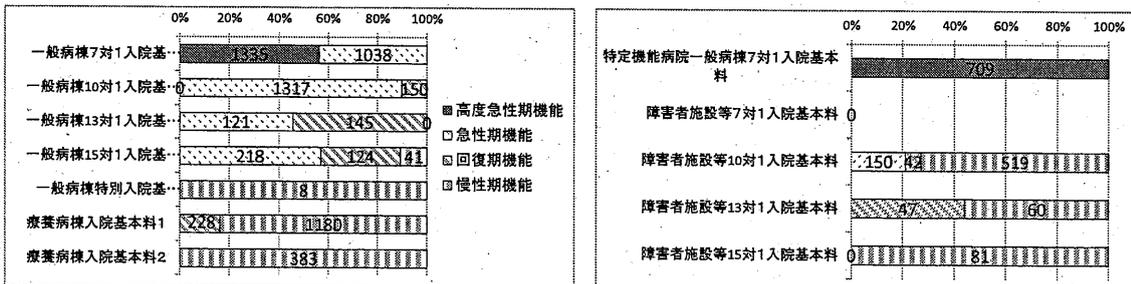 0% 20% 40% 60% 80% 100%
一般病棟7対1入院基… 1335 1038
一般病棟10対1入院基… 0 1317 150
一般病棟13対1入院基… 121 145 0
一般病棟15対1入院基… 218 124 41
一般病棟特別入院基… 8
療養病棟入院基本料1 228 1180
療養病棟入院基本料2 383
高度急性期機能
急性期機能
回復期機能
慢性期機能
0% 20% 40% 60% 80% 100%
特定機能病院一般病棟7対1入院基本
料 709
障害者施設等7対1入院基本料 0
障害者施設等10対1入院基本料 150 42 519
障害者施設等13対1入院基本料 47 60
障害者施設等15対1入院基本料 0 81